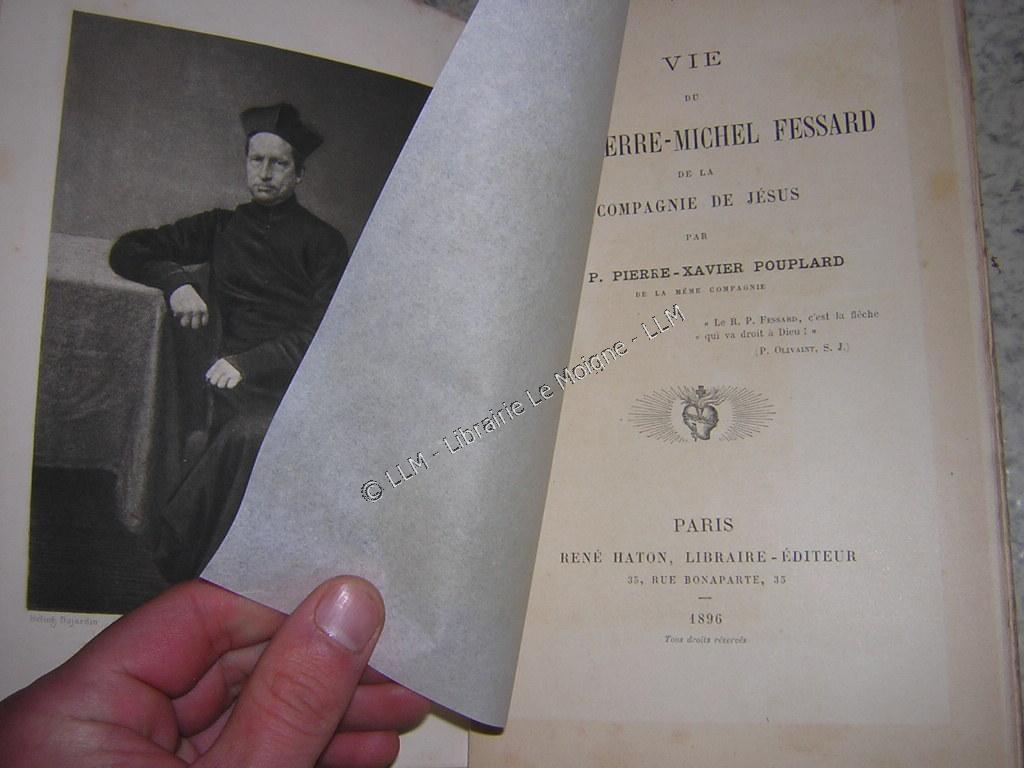 VIE
DU
ERRE-MICHEL FESSARD
DE LA
COMPAGNIE DE JÉSUS
PAR
P. PIERRE-XAVIER POUPLARD
DE LA MÊME COMPAGNIE
« Le R. P. FESSARD, c'est la flèche
« qui va droit à Dieu ! »
(P. OLIVAINT, S. J.)
PARIS
RENÉ HATON, LIBRAIRE-ÉDITEUR
35, RUE BONAPARTE, 35
1896
Tous droits réservés
Héliog Dujardin
© LLM - Librairie Le Moigne - LLM